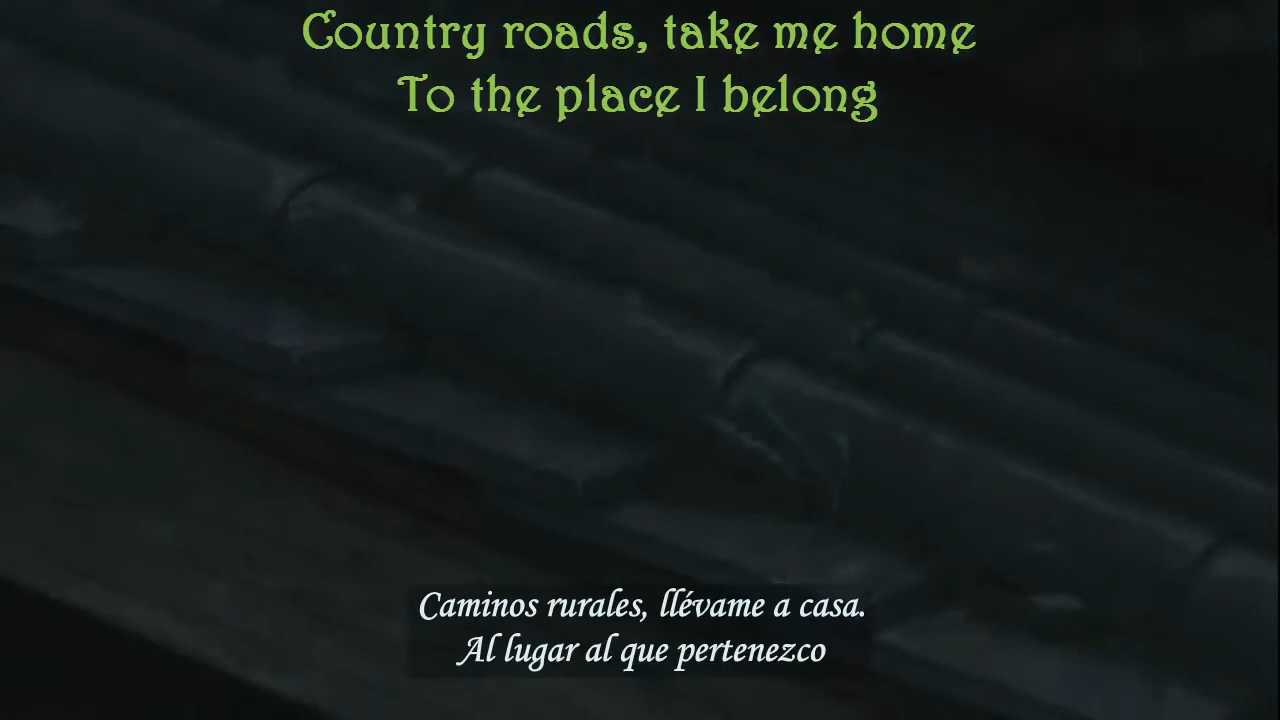 Country roads, take me home
To the place I belong
Caminos rurales, llévame a casa.
Al lugar al que pertenezco